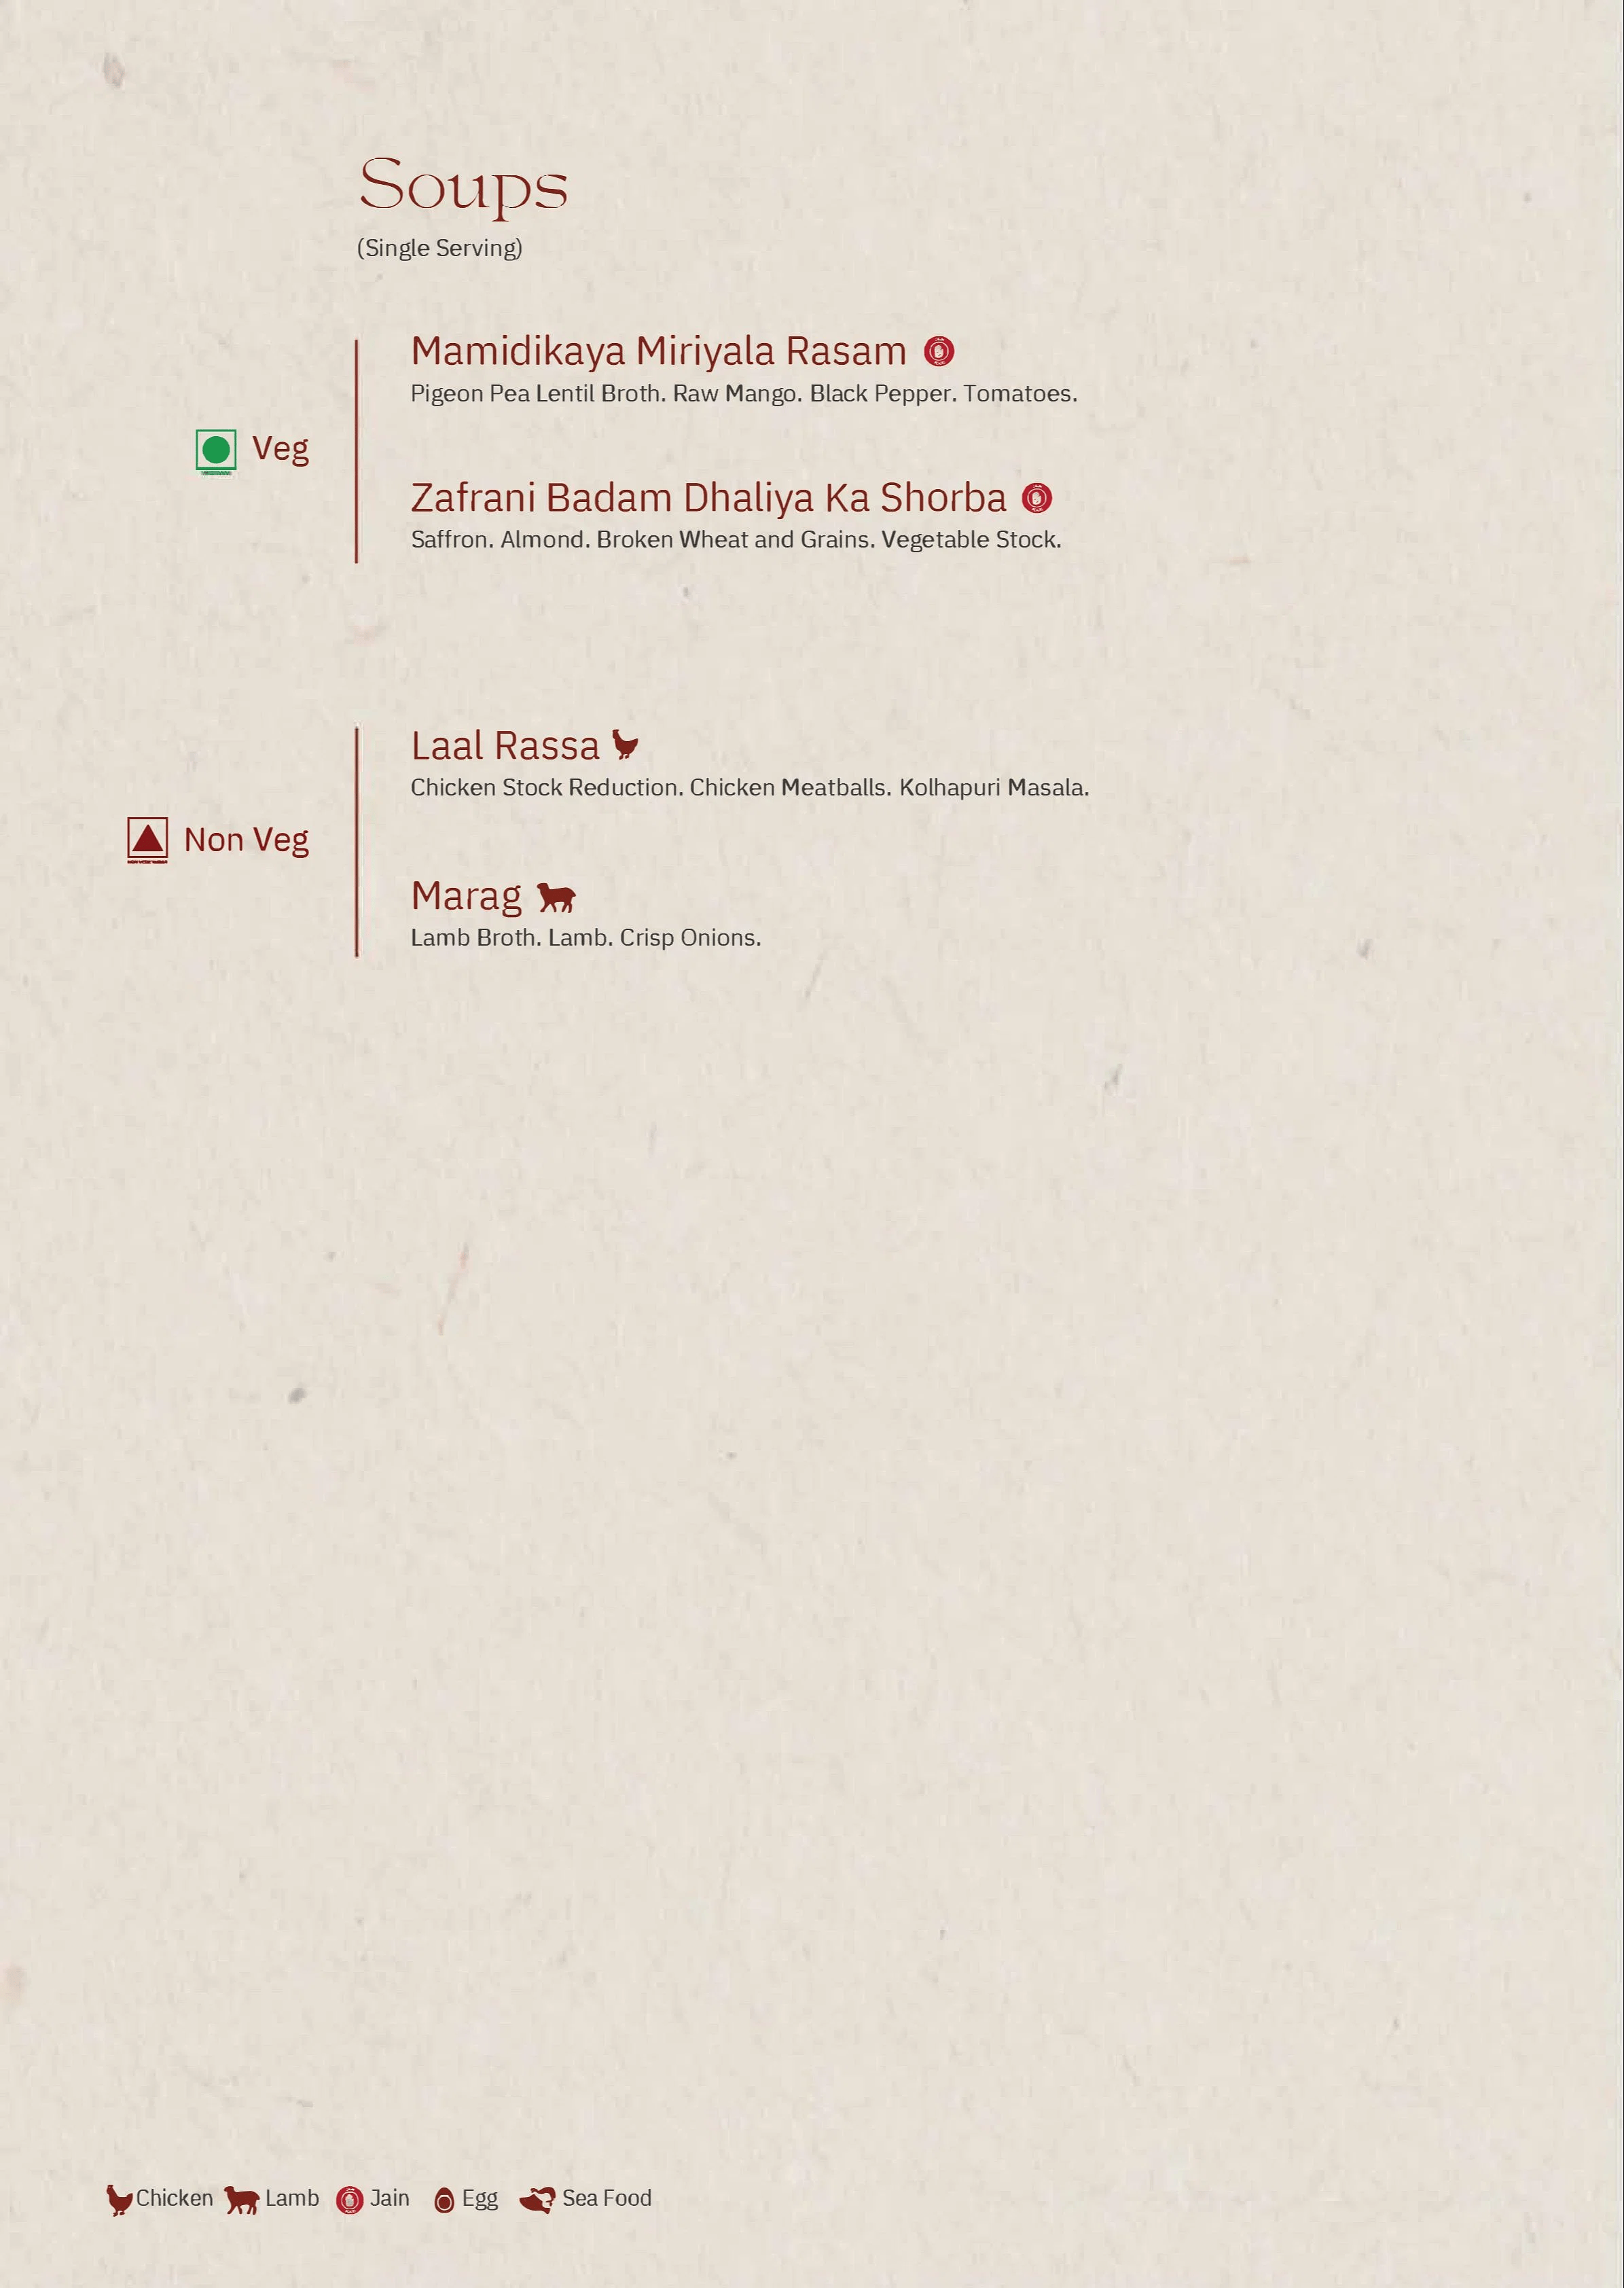 Soups
(Single Serving)
Veg
Mamidikaya Miriyala Rasam
Pigeon Pea Lentil Broth. Raw Mango. Black Pepper. Tomatoes.
Zafrani Badam Dhaliya Ka Shorba
Saffron. Almond. Broken Wheat and Grains. Vegetable Stock.
Non Veg
Laal Rassa
Chicken Stock Reduction. Chicken Meatballs. Kolhapuri Masala.
Marag
Lamb Broth. Lamb. Crisp Onions.
Chicken Lamb Jain Egg Sea Food